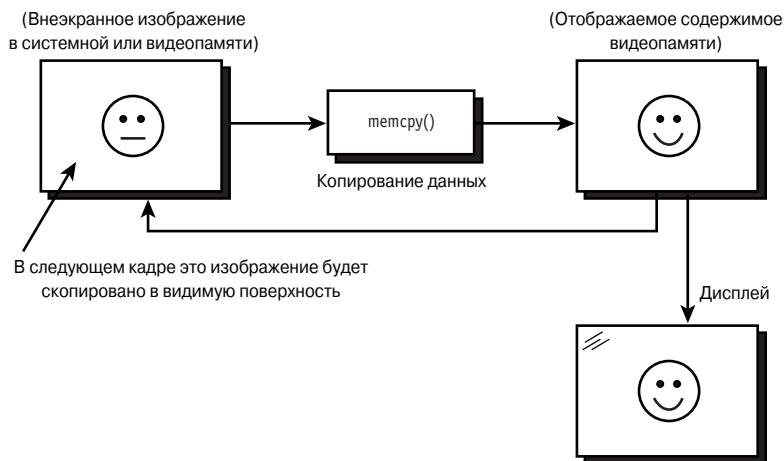 (Внеэкранное изображение
в системной или видеопамяти)
(Отображаемое содержимое
видеопамяти)
memcpy()
Копирование данных
В следующем кадре это изображение будет
скопировано в видимую поверхность
Дисплей